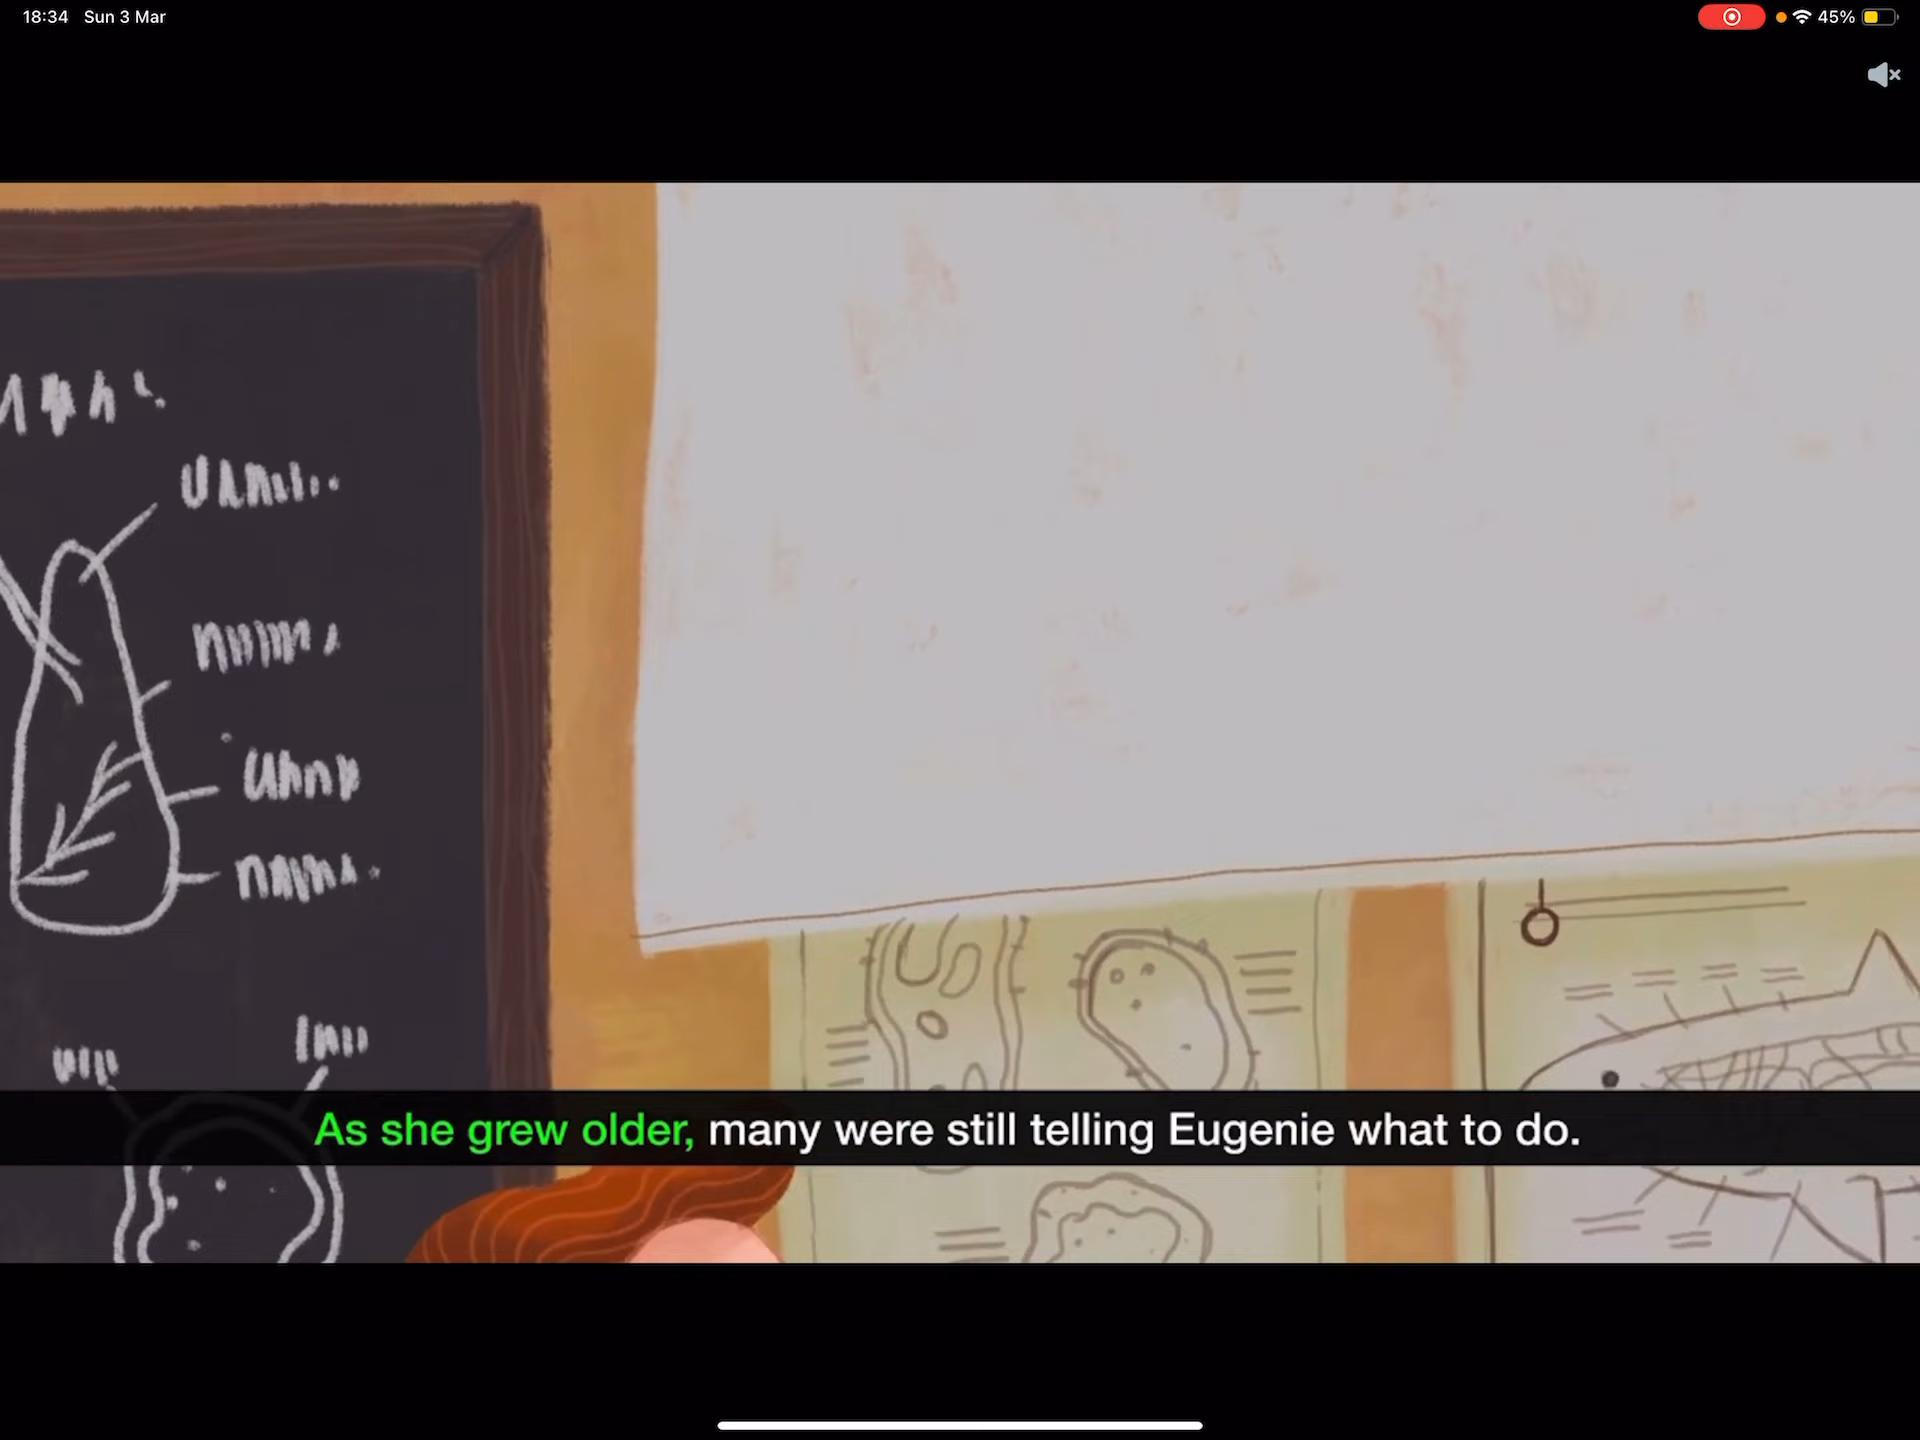 18:34 Sun 3 Mar
45%
As she grew older, many were still telling Eugenie what to do.